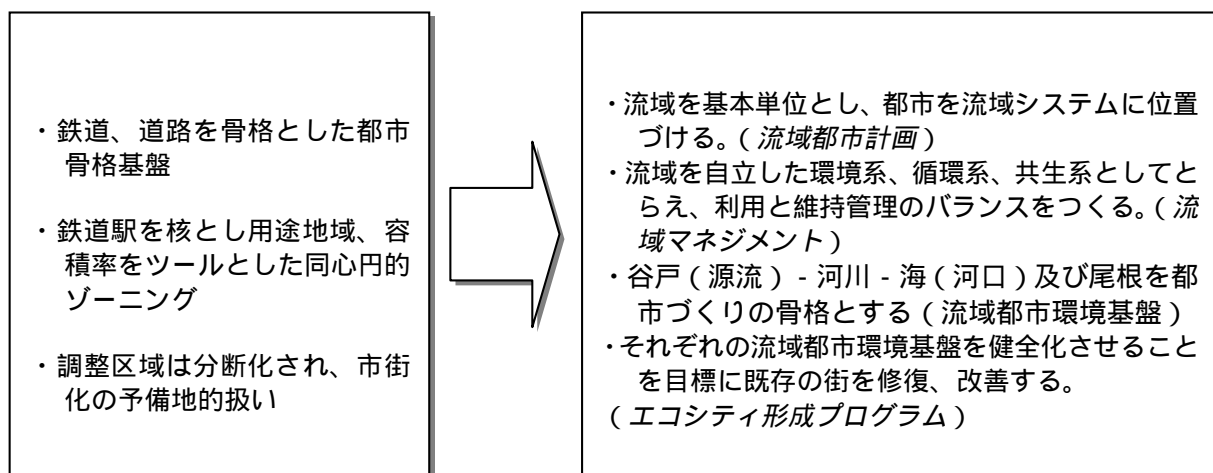 ・鉄道、道路を骨格とした都市
骨格基盤
・鉄道駅を核とし用途地域、容
積率をツールとした同心円的
ゾーニング
・調整区域は分断化され、市街
化の予備地的扱い
・流域を基本単位とし、都市を流域システムに位置
づける。(流域都市計画)
・流域を自立した環境系、循環系、共生系としてと
らえ、利用と維持管理のバランスをつくる。(流
域マネジメント)
・谷戸(源流)-河川-海(河口)及び尾根を都
市づくりの骨格とする(流域都市環境基盤)
・それぞれの流域都市環境基盤を健全化させること
を目標に既存の街を修復、改善する。
(エコシティ形成プログラム)